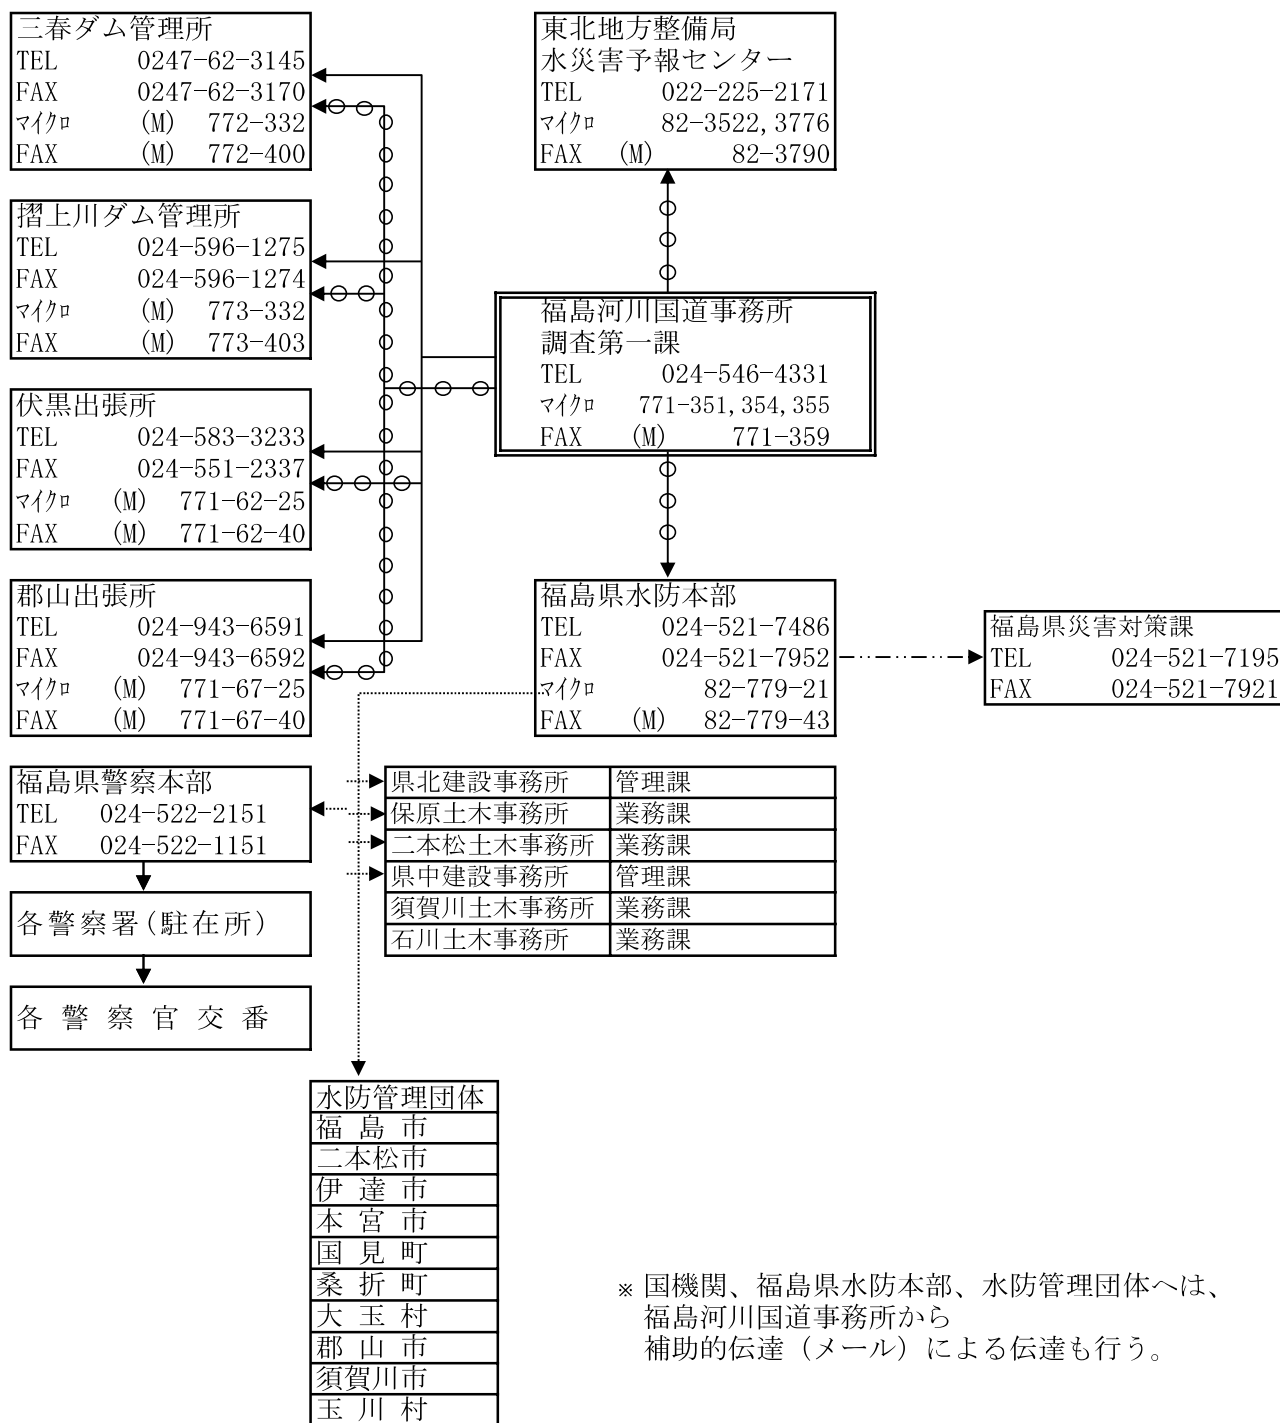 三春ダム管理所
TEL 0247-62-3145
FAX 0247-62-3170
ﾏｲｸﾛ (M) 772-332
FAX (M) 772-400
摺上川ダム管理所
TEL 024-596-1275
FAX 024-596-1274
ﾏｲｸﾛ (M) 773-332
FAX (M) 773-403
伏黒出張所
TEL 024-583-3233
FAX 024-551-2337
ﾏｲｸﾛ (M) 771-62-25
FAX (M) 771-62-40
郡山出張所
TEL 024-943-6591
FAX 024-943-6592
ﾏｲｸﾛ (M) 771-67-25
FAX (M) 771-67-40
東北地方整備局
水災害予報センター
TEL 022-225-2171
ﾏｲｸﾛ 82-3522,3776
FAX (M) 82-3790
福島河川国道事務所
調査第一課
TEL 024-546-4331
ﾏｲｸﾛ 771-351,354,355
FAX (M) 771-359
福島県水防本部
TEL 024-521-7486
FAX 024-521-7952
ﾏｲｸﾛ 82-779-21
FAX (M) 82-779-43
福島県災害対策課
TEL 024-521-7195
FAX 024-521-7921
福島県警察本部
TEL 024-522-2151
FAX 024-522-1151
各警察署(駐在所)
各警察官交番
県北建設事務所 管理課
保原土木事務所 業務課
二本松土木事務所 業務課
県中建設事務所 管理課
須賀川土木事務所 業務課
石川土木事務所 業務課
水防管理団体
福島市
二本松市
伊達市
本宮市
国見町
桑折町
大玉村
郡山市
須賀川市
玉川村
※ 国機関、福島県水防本部、水防管理団体へは、
福島河川国道事務所から
補助的伝達（メール）による伝達も行う。